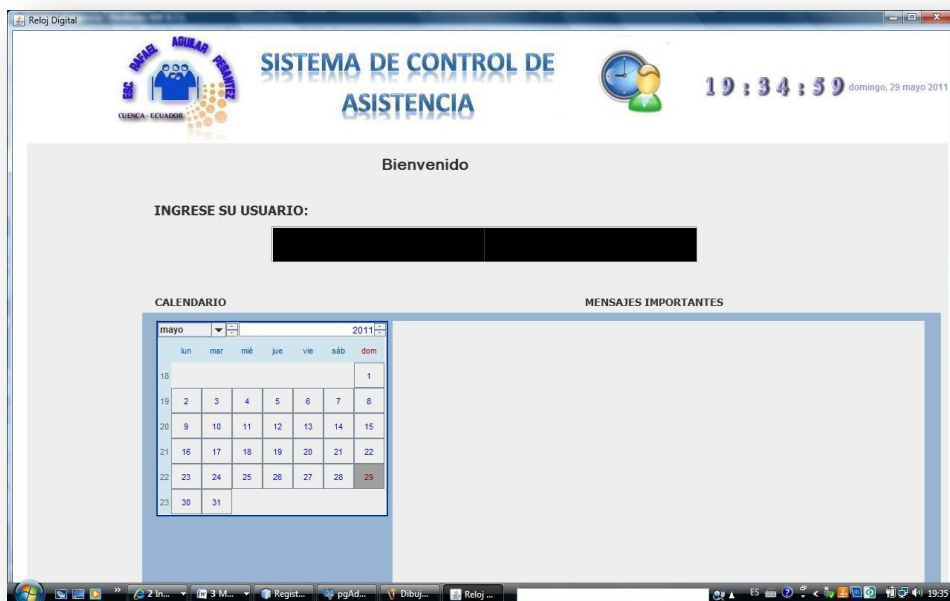 Reloj Digital
ESC RAFAEL AGUILAR PESANTEZ
CUENCA - ECUADOR
SISTEMA DE CONTROL DE
ASISTENCIA
19:34:59 domingo, 29 mayo 2011
Bienvenido
INGRESE SU USUARIO:
CALENDARIO MENSAJES IMPORTANTES
mayo 2011
lun mar mié jue vie sáb dom
18 1
19 2 3 4 5 6 7 8
20 9 10 11 12 13 14 15
21 16 17 18 19 20 21 22
22 23 24 25 26 27 28 29
23 30 31
2 In... 3 M... Regist... pgAd... Dibuj... Reloj ... ES 19:35